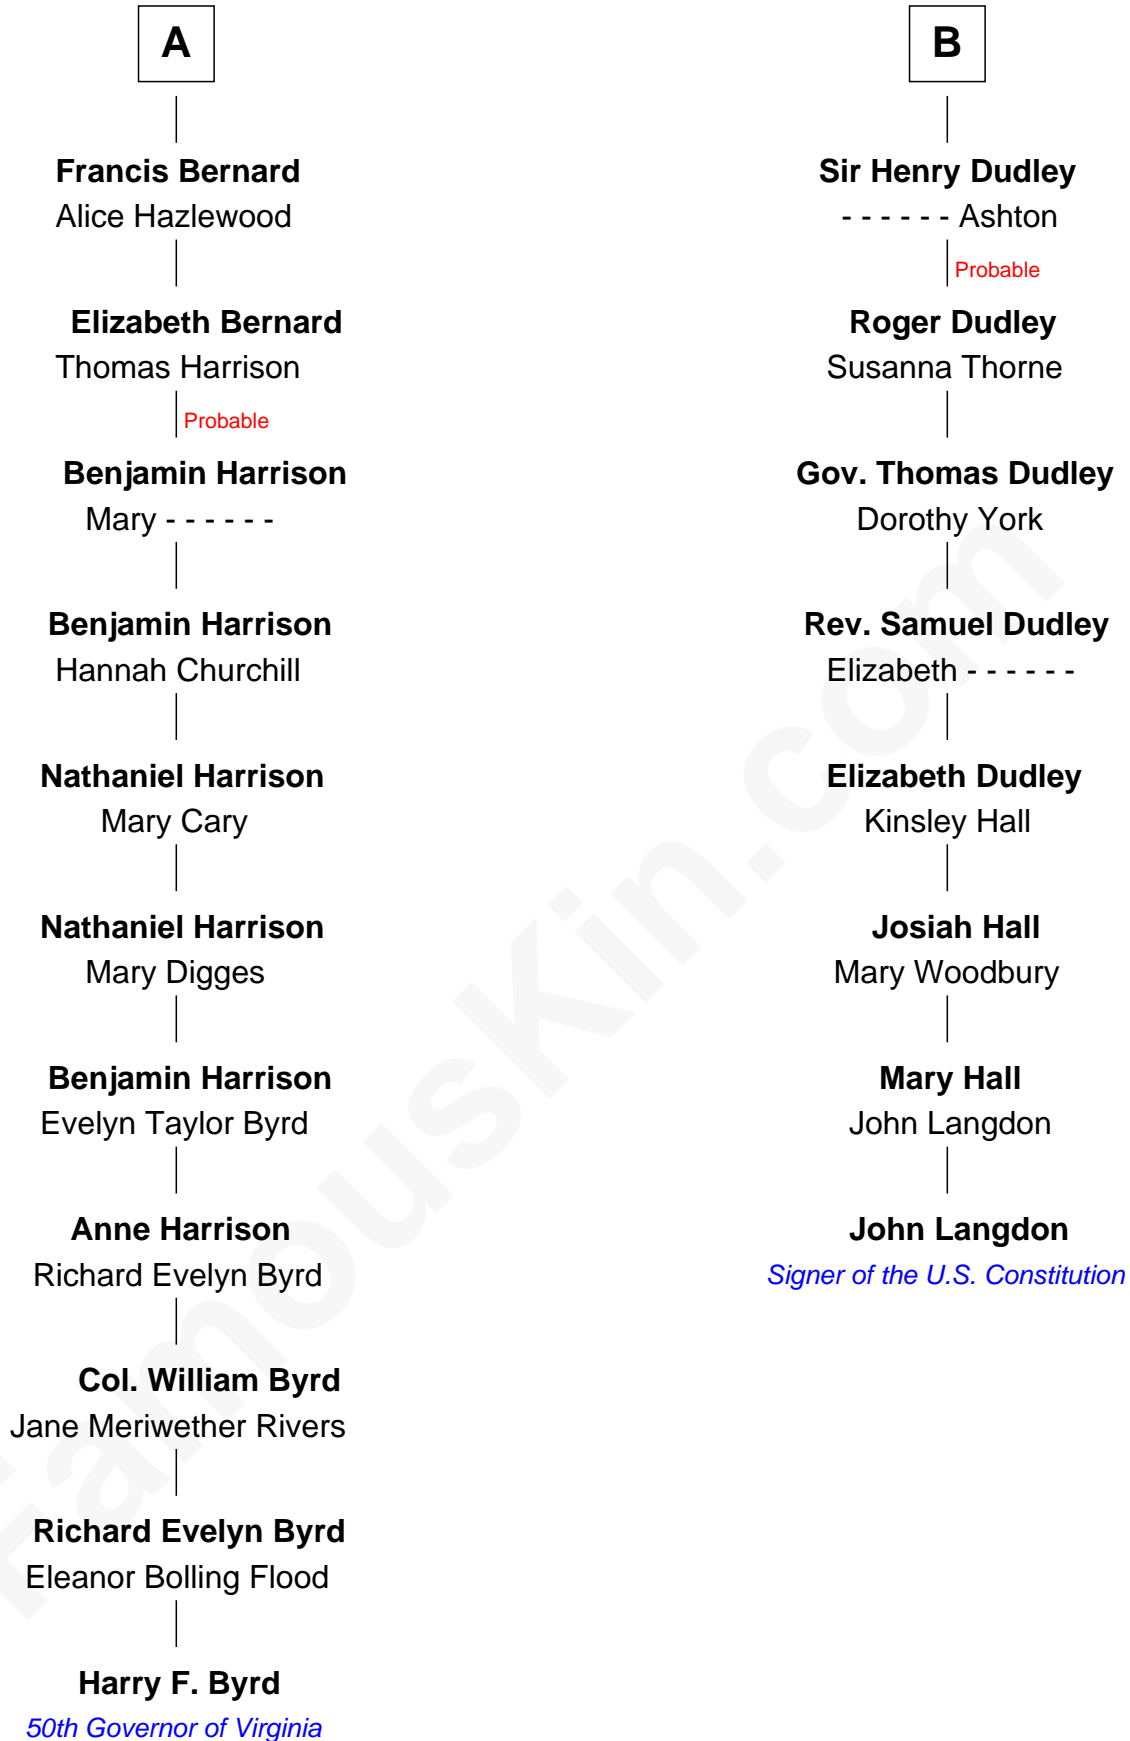 A
Francis Bernard
Alice Hazlewood
Elizabeth Bernard
Thomas Harrison
Probable
Benjamin Harrison
Mary - - - - - -
Benjamin Harrison
Hannah Churchill
Nathaniel Harrison
Mary Cary
Nathaniel Harrison
Mary Digges
Benjamin Harrison
Evelyn Taylor Byrd
Anne Harrison
Richard Evelyn Byrd
Col. William Byrd
Jane Meriwether Rivers
Richard Evelyn Byrd
Eleanor Bolling Flood
Harry F. Byrd
50th Governor of Virginia
B
Sir Henry Dudley
- - - - - - Ashton
Probable
Roger Dudley
Susanna Thorne
Gov. Thomas Dudley
Dorothy York
Rev. Samuel Dudley
Elizabeth - - - - - -
Elizabeth Dudley
Kinsley Hall
Josiah Hall
Mary Woodbury
Mary Hall
John Langdon
John Langdon
Signer of the U.S. Constitution
FamousKin.com